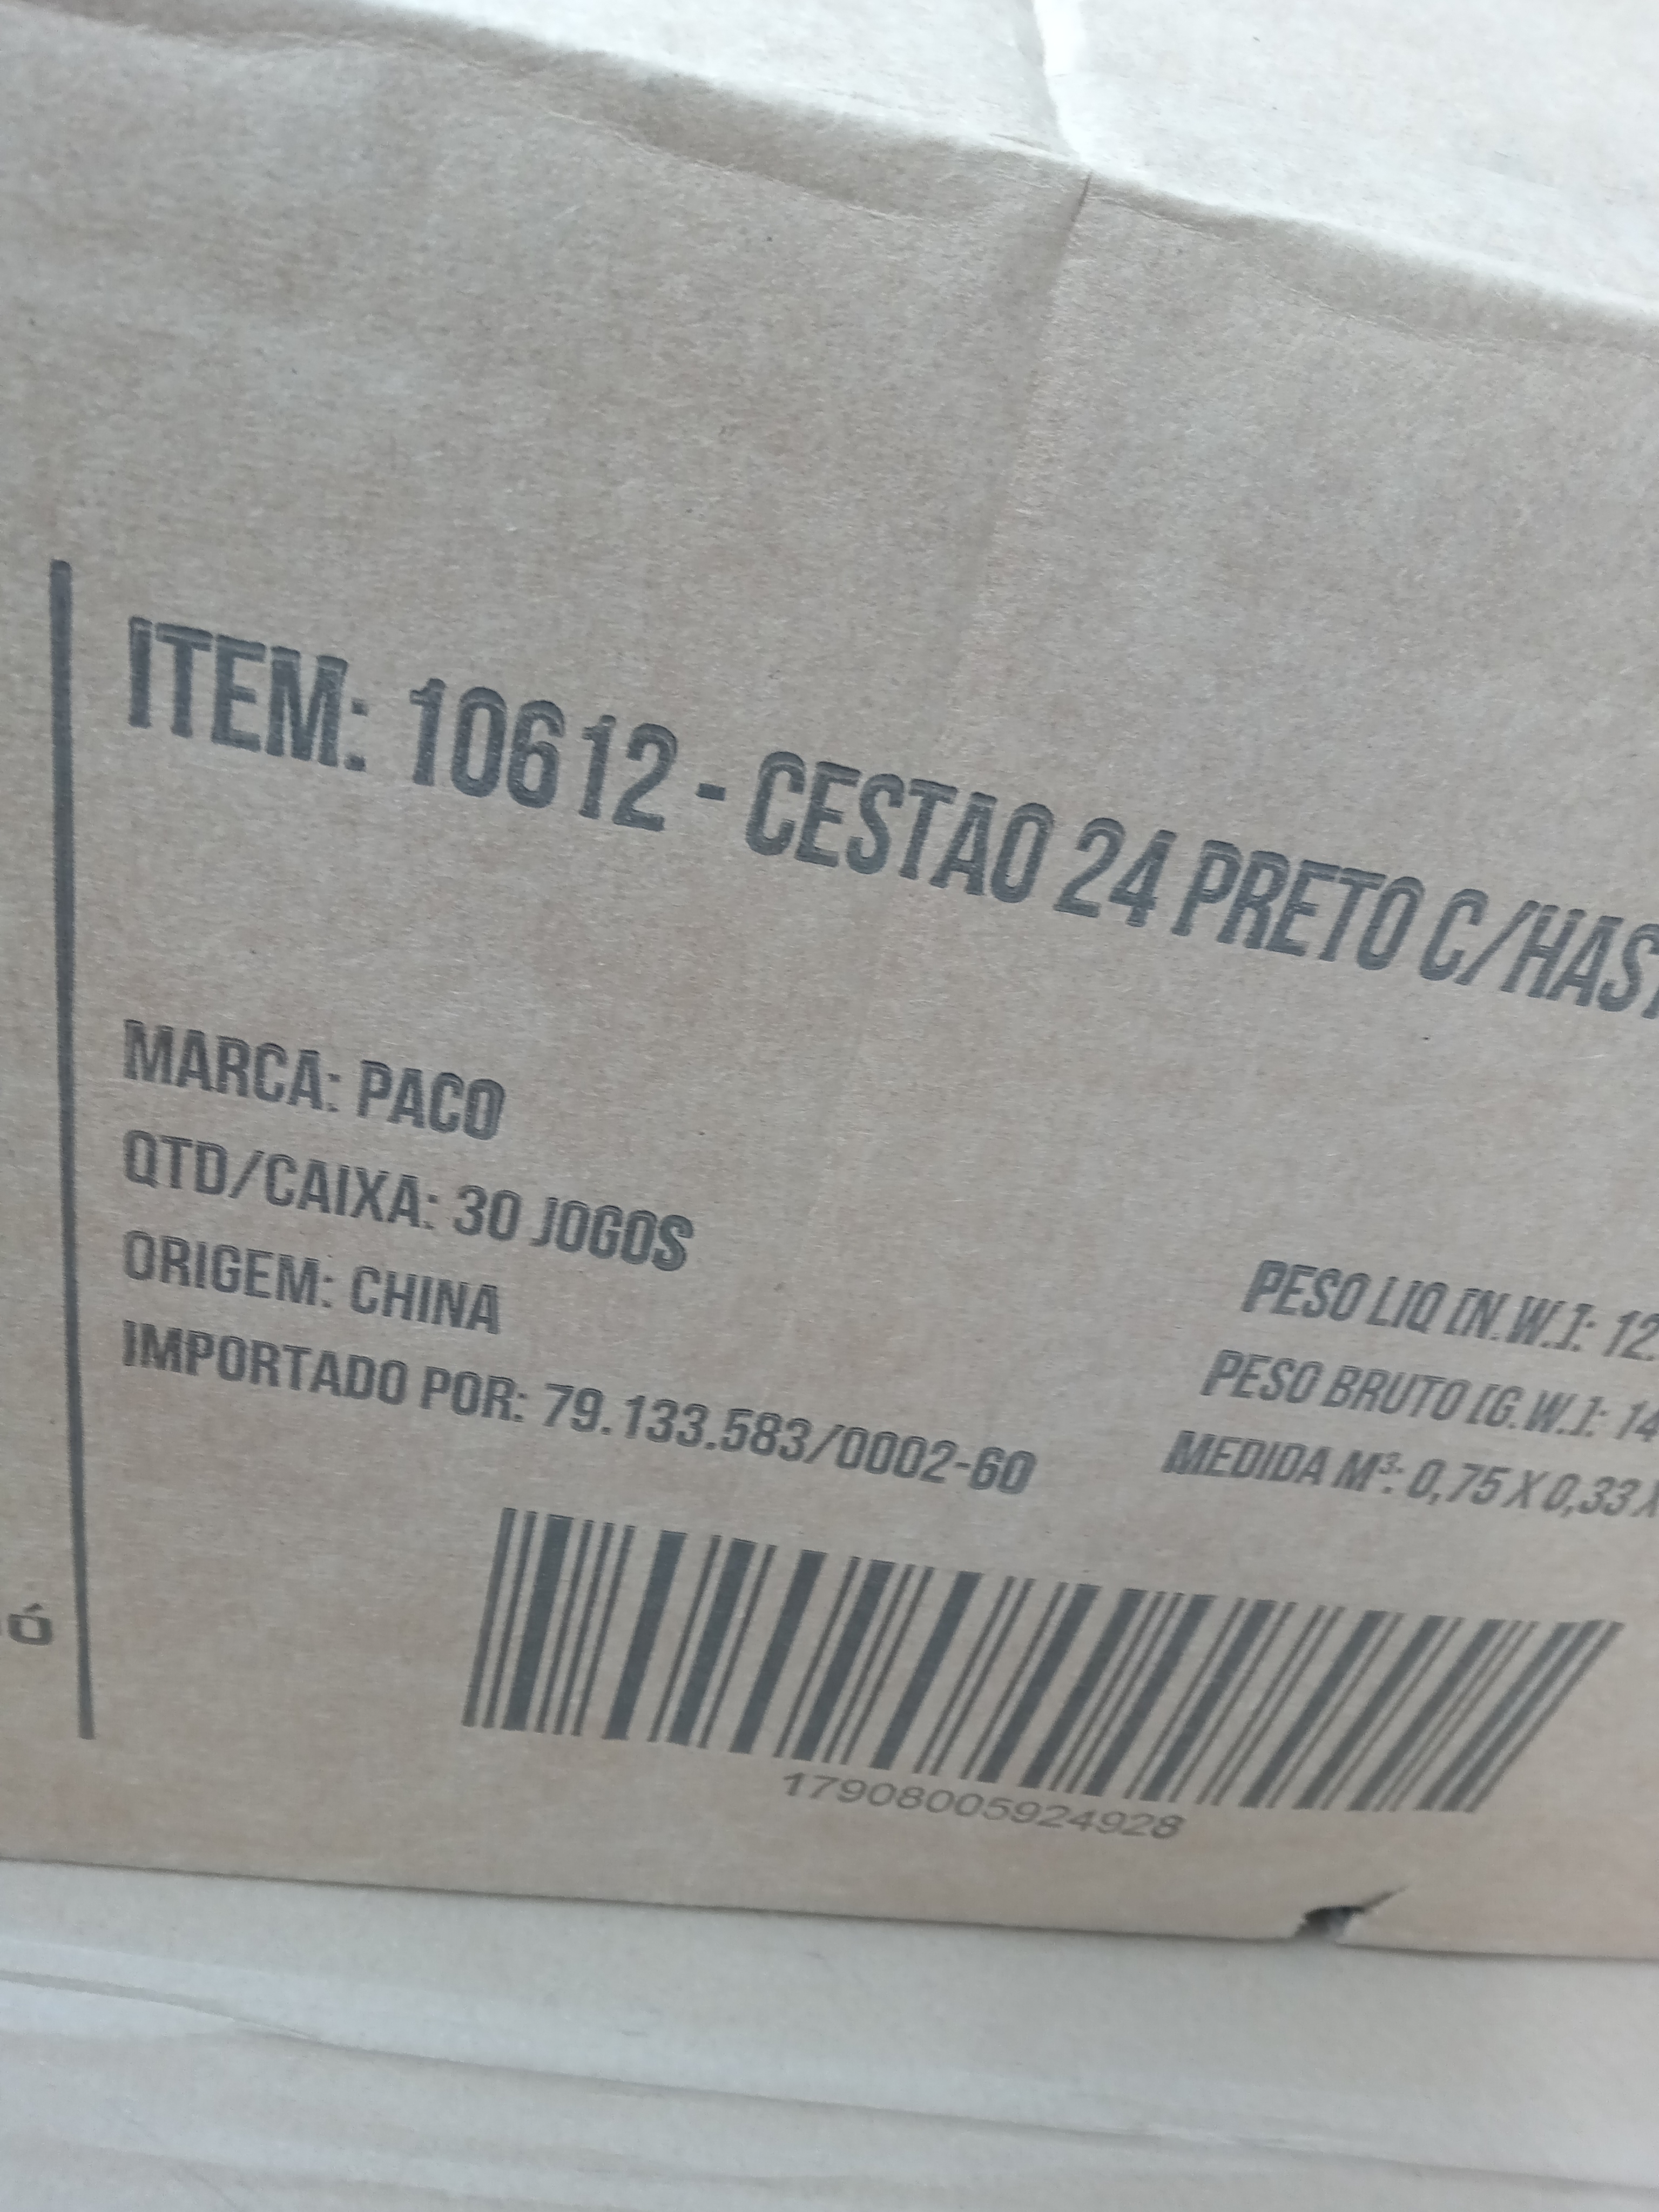 ITEM: 10612 - CESTAO 24 PRETO C/HAST
MARCA: PACO
QTD/CAIXA: 30 JOGOS
ORIGEM: CHINA
IMPORTADO POR: 79.133.583/0002-60
PESO LIQ [N.W.]: 12.
PESO BRUTO [G.W.]: 14
MEDIDA M³: 0,75 X 0,33 X
17908005924928